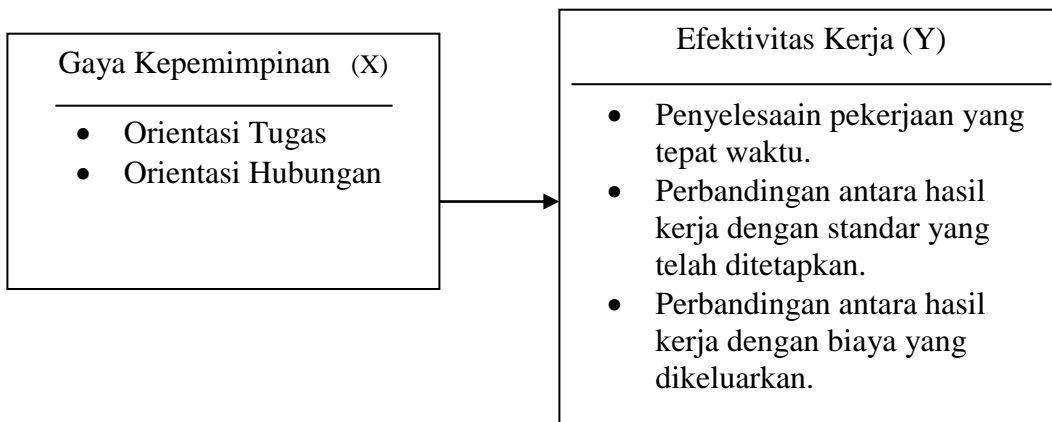 Gaya Kepemimpinan (X)
• Orientasi Tugas
• Orientasi Hubungan
Efektivitas Kerja (Y)
• Penyelesaain pekerjaan yang
tepat waktu.
• Perbandingan antara hasil
kerja dengan standar yang
telah ditetapkan.
• Perbandingan antara hasil
kerja dengan biaya yang
dikeluarkan.